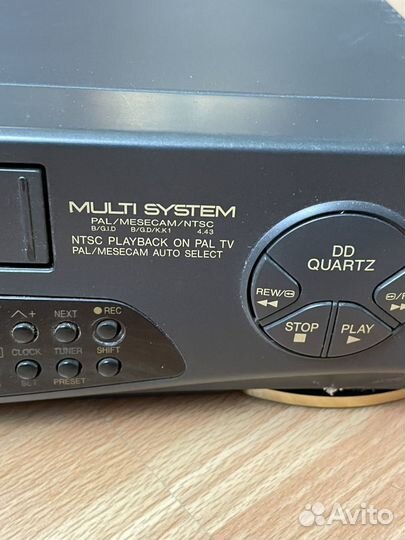 MULTI SYSTEM
PAL/MESECAM/NTSC
B/G.I.D B/G.D/K.K1 4,43
NTSC PLAYBACK ON PAL TV
PAL/MESECAM AUTO SELECT
DD
QUARTZ
REW/
STOP
PLAY
+ NEXT REC
CLOCK TUNER SHIFT
SET PRESET
Avito